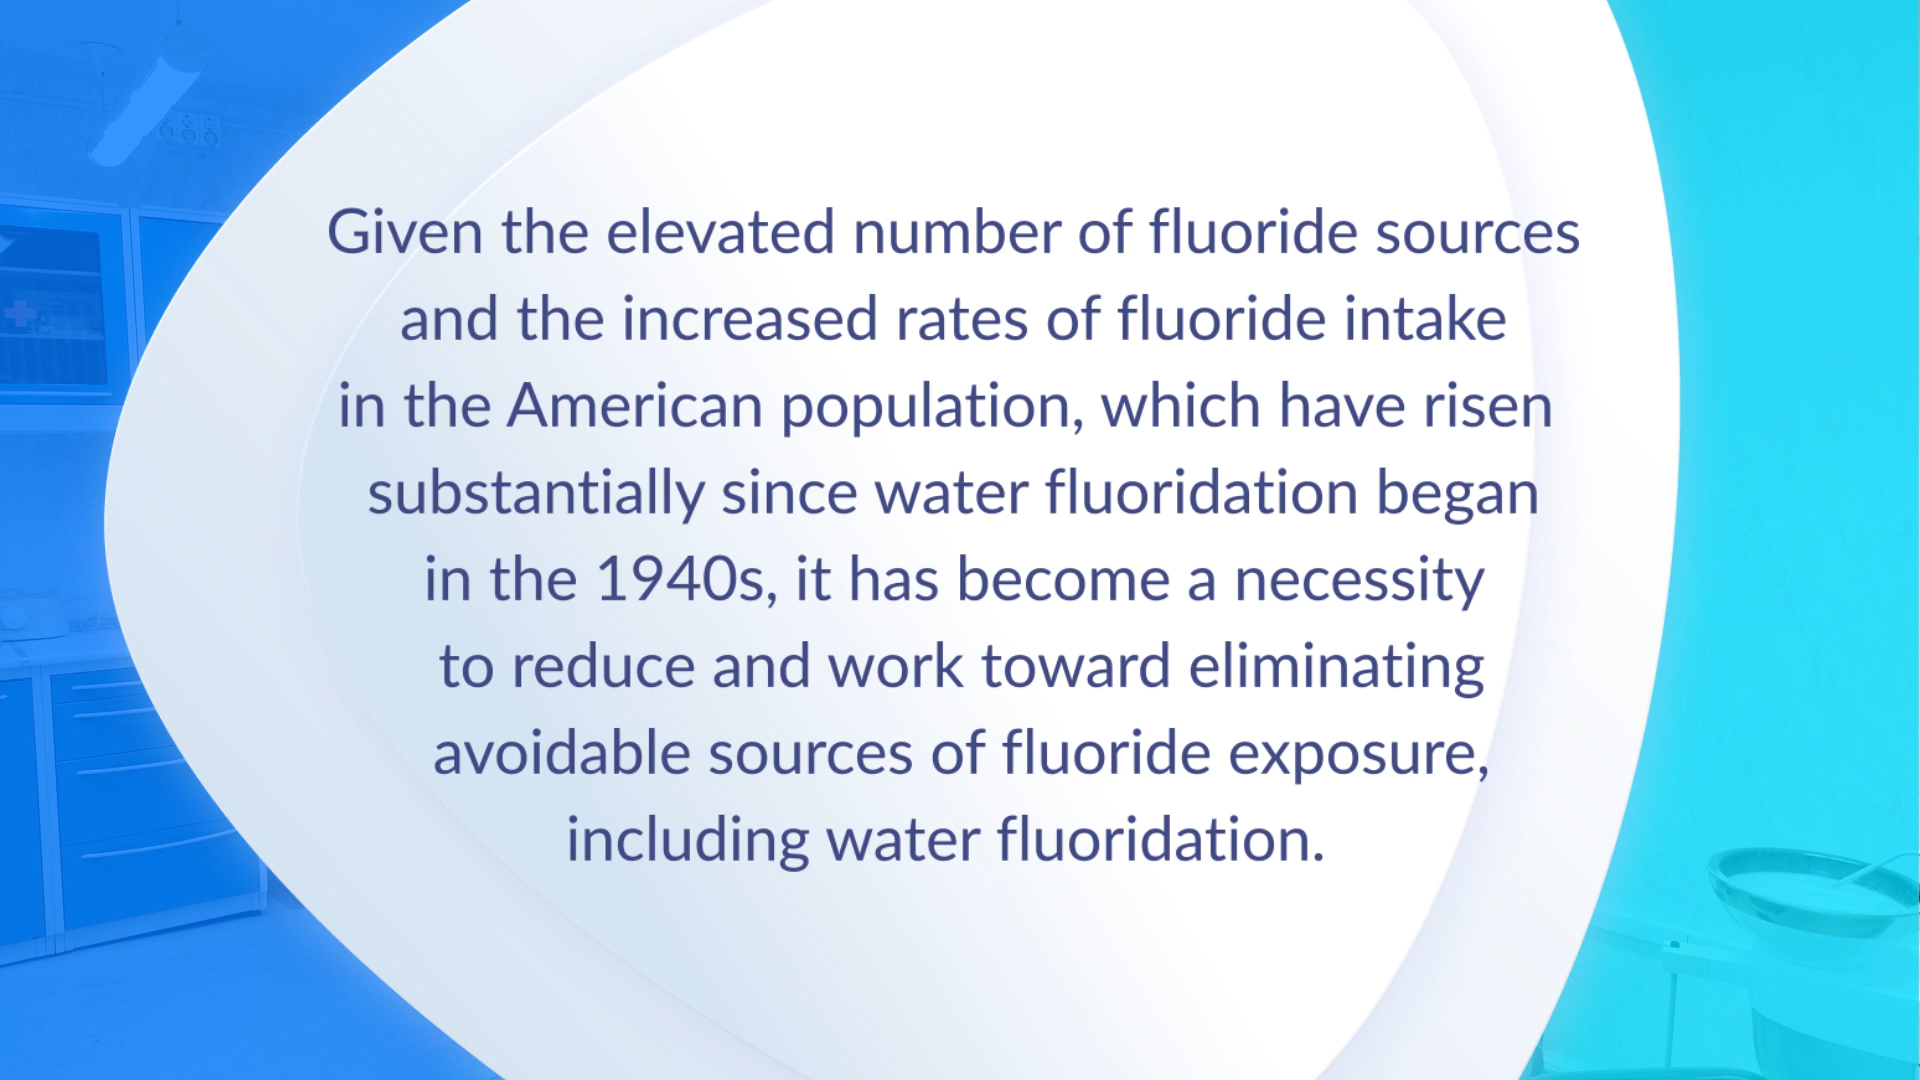 Given the elevated number of fluoride sources
and the increased rates of fluoride intake
in the American population, which have risen
substantially since water fluoridation began
in the 1940s, it has become a necessity
to reduce and work toward eliminating
avoidable sources of fluoride exposure,
including water fluoridation.